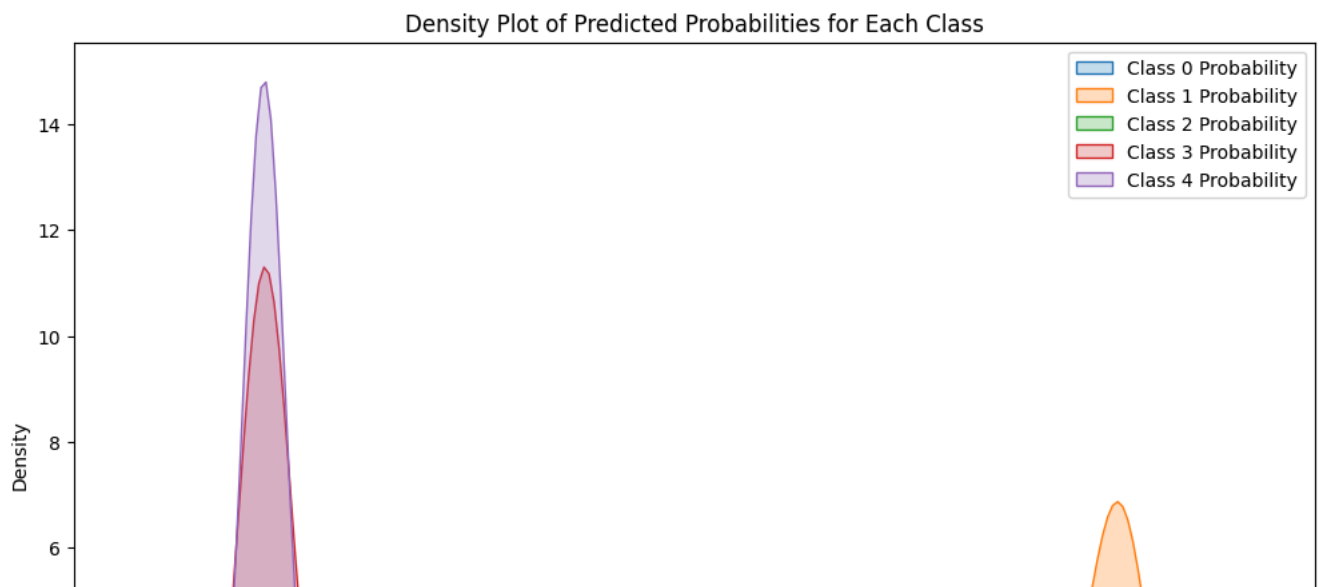 Density Plot of Predicted Probabilities for Each Class
Class 0 Probability
Class 1 Probability
Class 2 Probability
Class 3 Probability
Class 4 Probability
14
12
10
8
6
Density